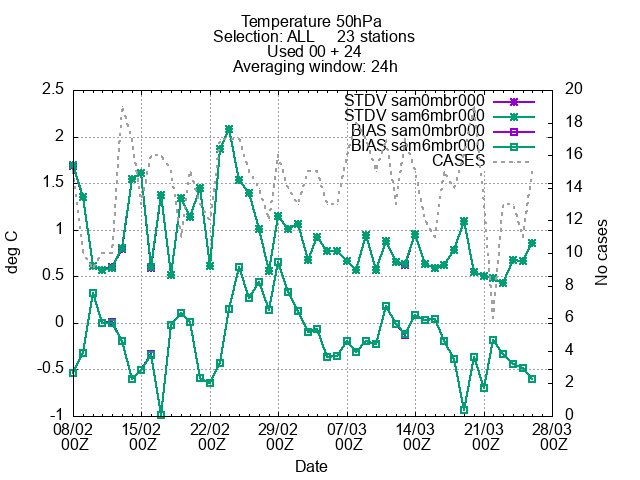 Temperature 50hPa
Selection: ALL 23 stations
Used 00 + 24
Averaging window: 24h
STDV sam0mbr000
STDV sam6mbr000
BIAS sam0mbr000
BIAS sam6mbr000
CASES
deg C
2.5
2
1.5
1
0.5
0
-0.5
-1
No cases
20
18
16
14
12
10
8
6
4
2
0
08/02 15/02 22/02 29/02 07/03 14/03 21/03 28/03
00Z 00Z 00Z 00Z 00Z 00Z 00Z 00Z
Date